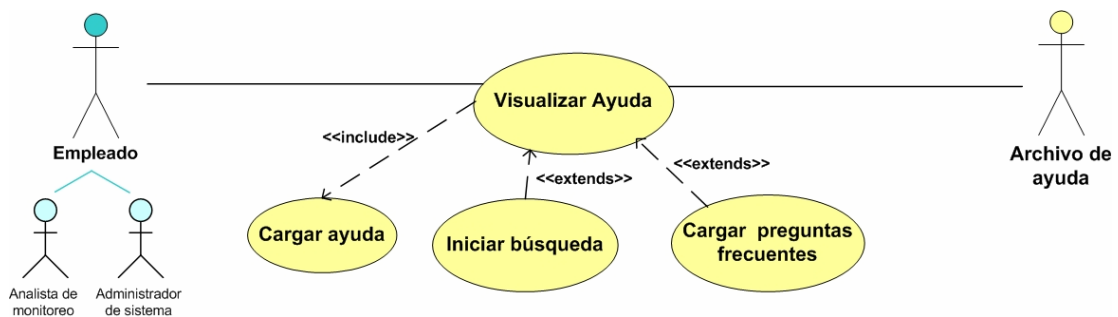 Visualizar Ayuda
<<include>>
Empleado
<<extends>>
<<extends>>
Archivo de
ayuda
Cargar ayuda
Iniciar búsqueda
Cargar preguntas
frecuentes
Analista de
monitoreo
Administrador
de sistema